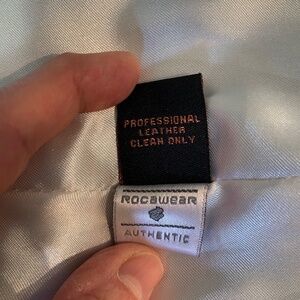 PROFESSIONAL
LEATHER
CLEAN ONLY
ROCAWEAR
AUTHENTIC